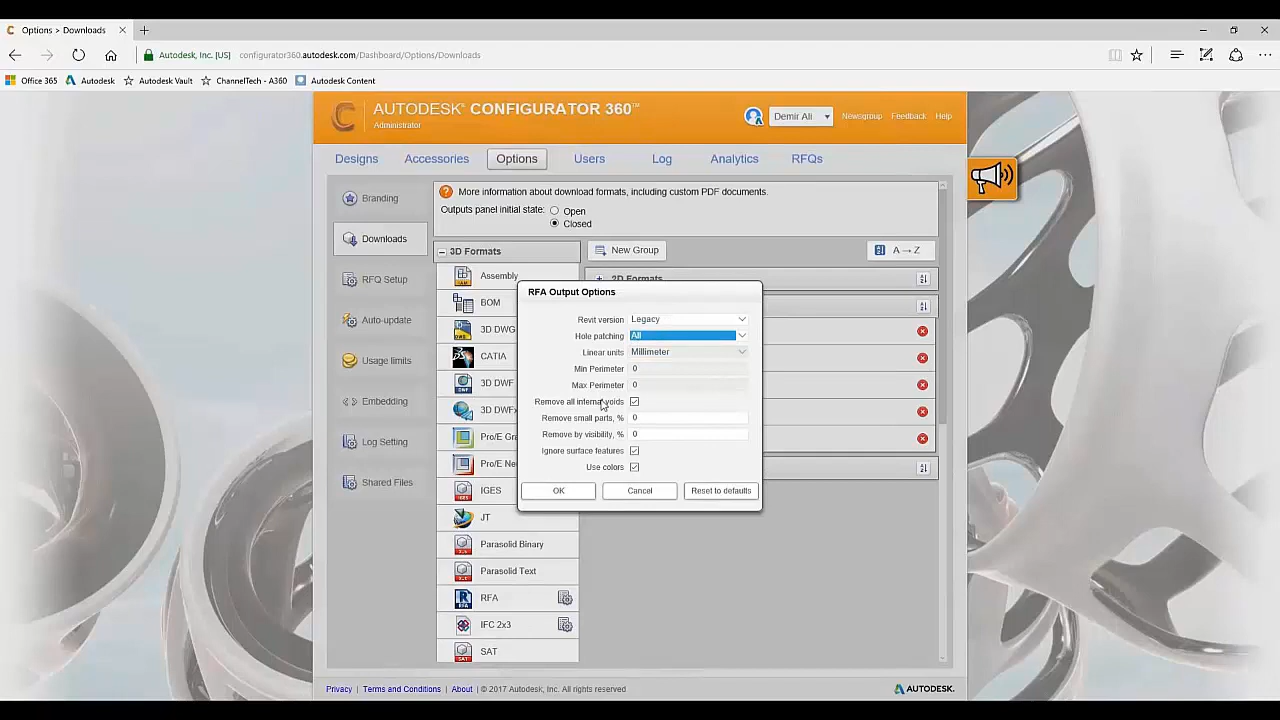 Options > Downloads
Autodesk, Inc. [US] configurator360.autodesk.com/Dashboard/Options/Downloads
Office 365 Autodesk Autodesk Vault ChannelTech - A360 Autodesk Content
AUTODESK® CONFIGURATOR 360™
Administrator
Demir Ali
Newsgroup Feedback Help
Designs Accessories Options Users Log Analytics RFQs
Branding
Downloads
RFQ Setup
Auto-update
Usage limits
Embedding
Log Setting
Shared Files
More information about download formats, including custom PDF documents.
Outputs panel initial state: Open
Closed
3D Formats
New Group
A → Z
2D Formats
Assembly
BOM
3D DWG
CATIA
3D DWF
3D DWFx
Pro/E Gra
Pro/E Ne
IGES
JT
Parasolid Binary
Parasolid Text
RFA
IFC 2x3
SAT
RFA Output Options
Revit version Legacy
Hole patching All
Linear units Millimeter
Min Perimeter 0
Max Perimeter 0
Remove all internal voids
Remove small parts, % 0
Remove by visibility, % 0
Ignore surface features
Use colors
OK Cancel Reset to defaults
Privacy | Terms and Conditions | About | © 2017 Autodesk, Inc. All rights reserved
AUTODESK.